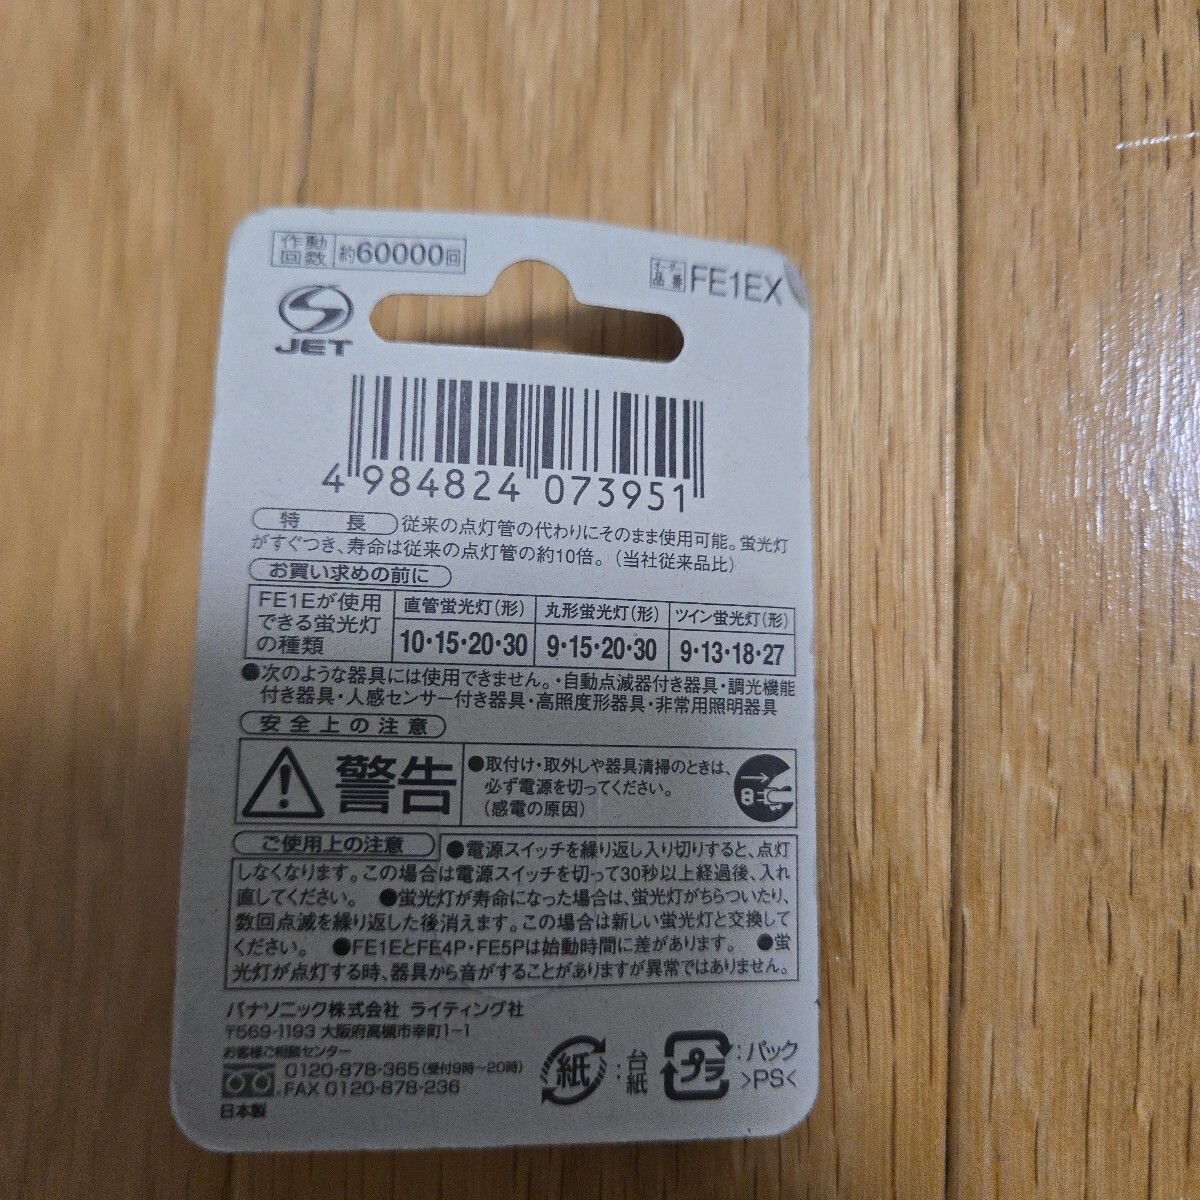 作動回数 約60000回
オーダー品番 FE1EX
JET
4 984824 073951
特長 従来の点灯管の代わりにそのまま使用可能。蛍光灯
がすぐつき、寿命は従来の点灯管の約10倍。(当社従来品比)
お買い求めの前に
FE1Eが使用
できる蛍光灯
の種類
直管蛍光灯(形) 丸形蛍光灯(形) ツイン蛍光灯(形)
10・15・20・30 9・15・20・30 9・13・18・27
●次のような器具には使用できません。・自動点滅器付き器具・調光機能
付き器具・人感センサー付き器具・高照度形器具・非常用照明器具
安全上の注意
警告
●取付け・取外しや器具清掃のときは、
必ず電源を切ってください。
(感電の原因)
ご使用上の注意 ●電源スイッチを繰り返し入り切りすると、点灯
しなくなります。この場合は電源スイッチを切って30秒以上経過後、入れ
直してください。 ●蛍光灯が寿命になった場合は、蛍光灯がちらついたり、
数回点滅を繰り返した後消えます。この場合は新しい蛍光灯と交換して
ください。 ●FE1EとFE4P・FE5Pは始動時間に差があります。 ●蛍
光灯が点灯する時、器具から音がすることがありますが異常ではありません。
パナソニック株式会社 ライティング社
〒569-1193 大阪府高槻市幸町1-1
お客様ご相談センター
0120-878-365(受付9時〜20時)
FAX 0120-878-236
日本製
紙 :台紙
プラ :パック
>PS<